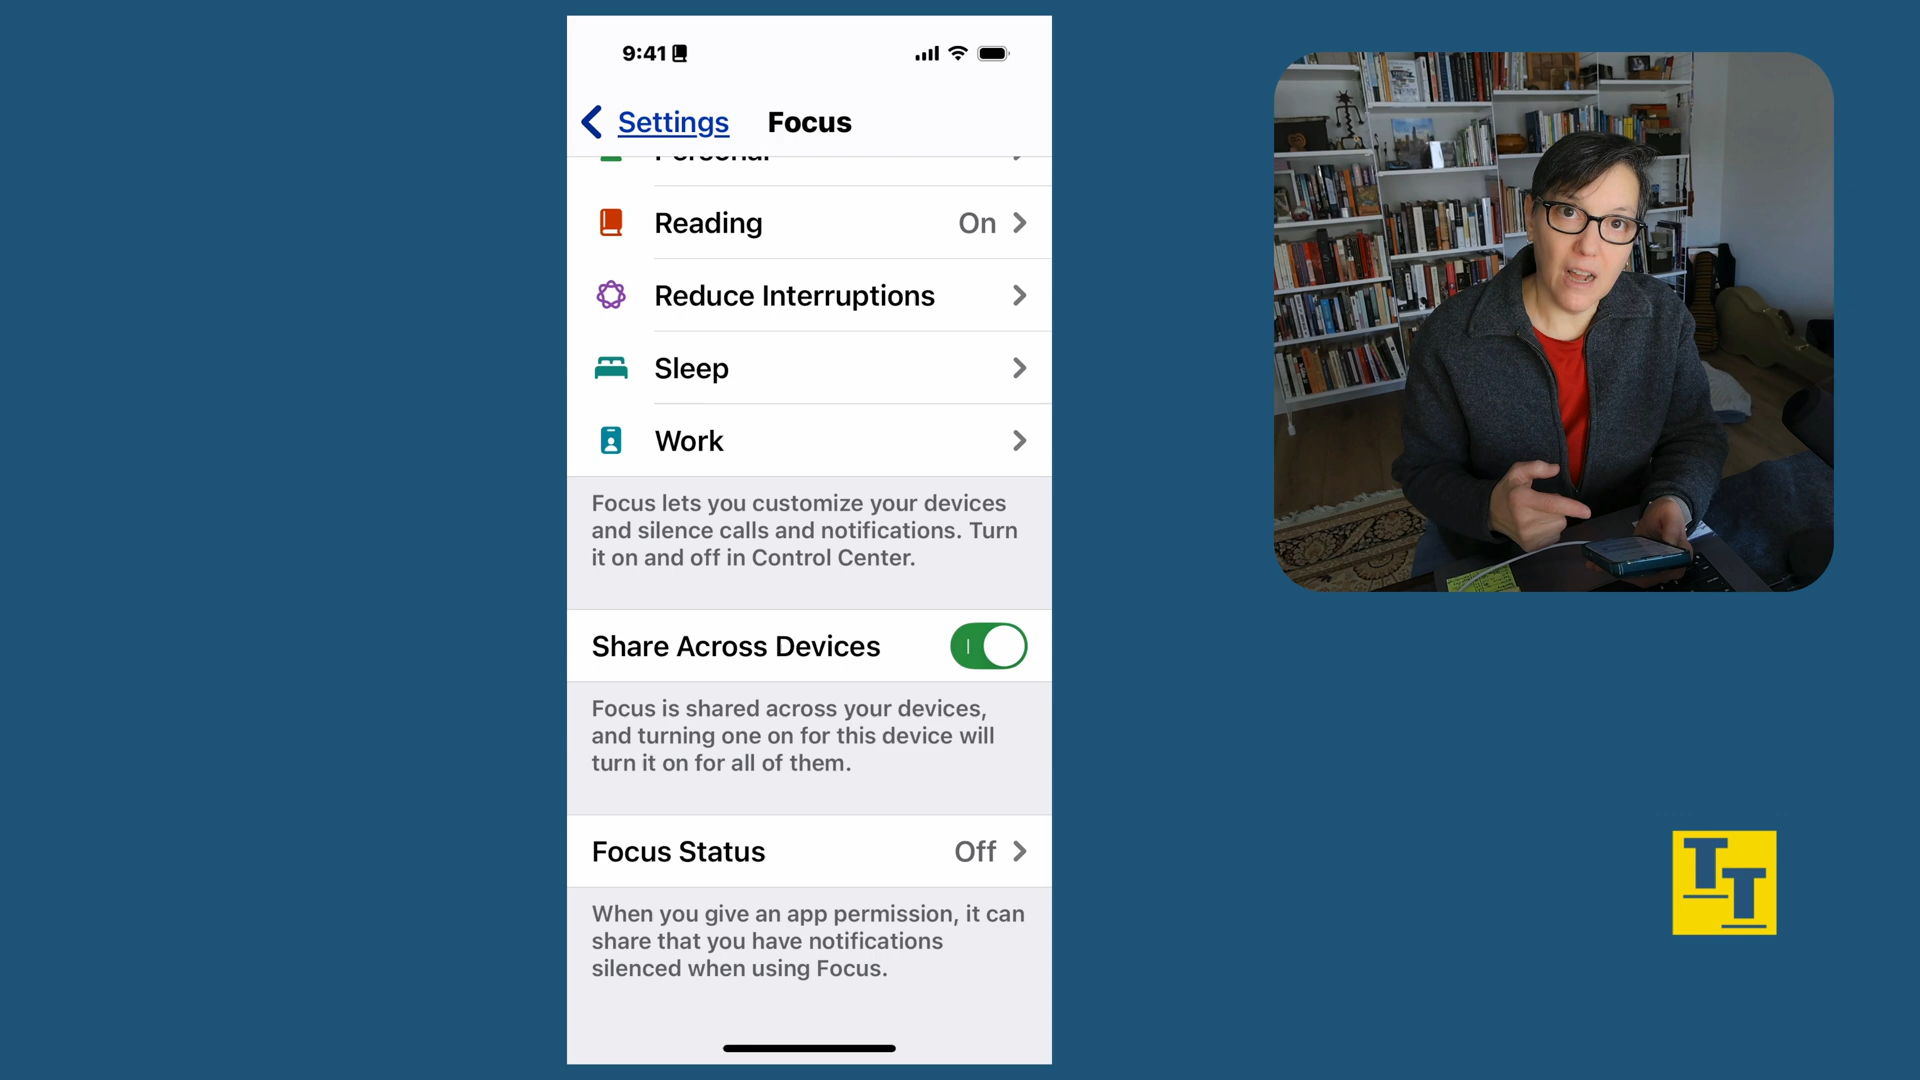 9:41
Settings
Focus
Personal
Reading
On
Reduce Interruptions
Sleep
Work
Focus lets you customize your devices
and silence calls and notifications. Turn
it on and off in Control Center.
Share Across Devices
Focus is shared across your devices,
and turning one on for this device will
turn it on for all of them.
Focus Status
Off
When you give an app permission, it can
share that you have notifications
silenced when using Focus.
TT